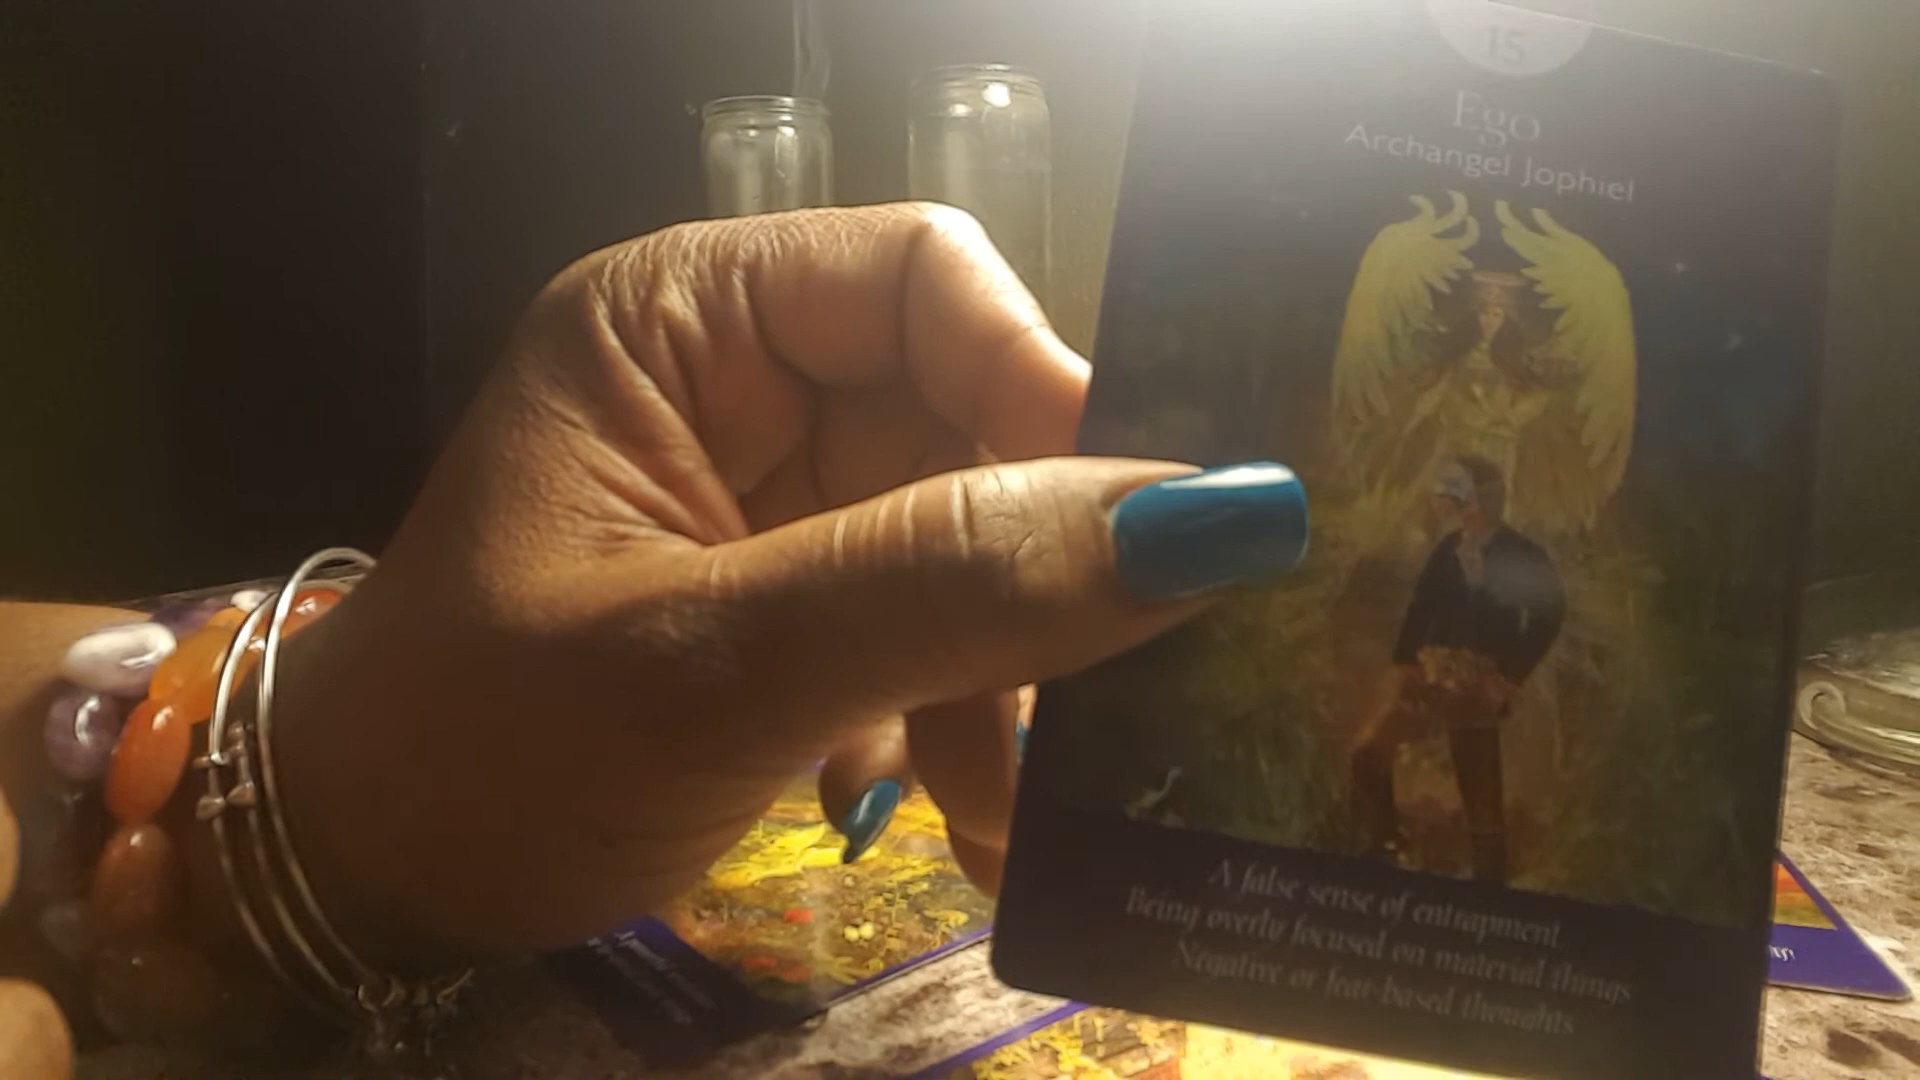 15
Ego
Archangel Jophiel
A false sense of entrapment
Being overly focused on material things
Negative or fear-based thoughts